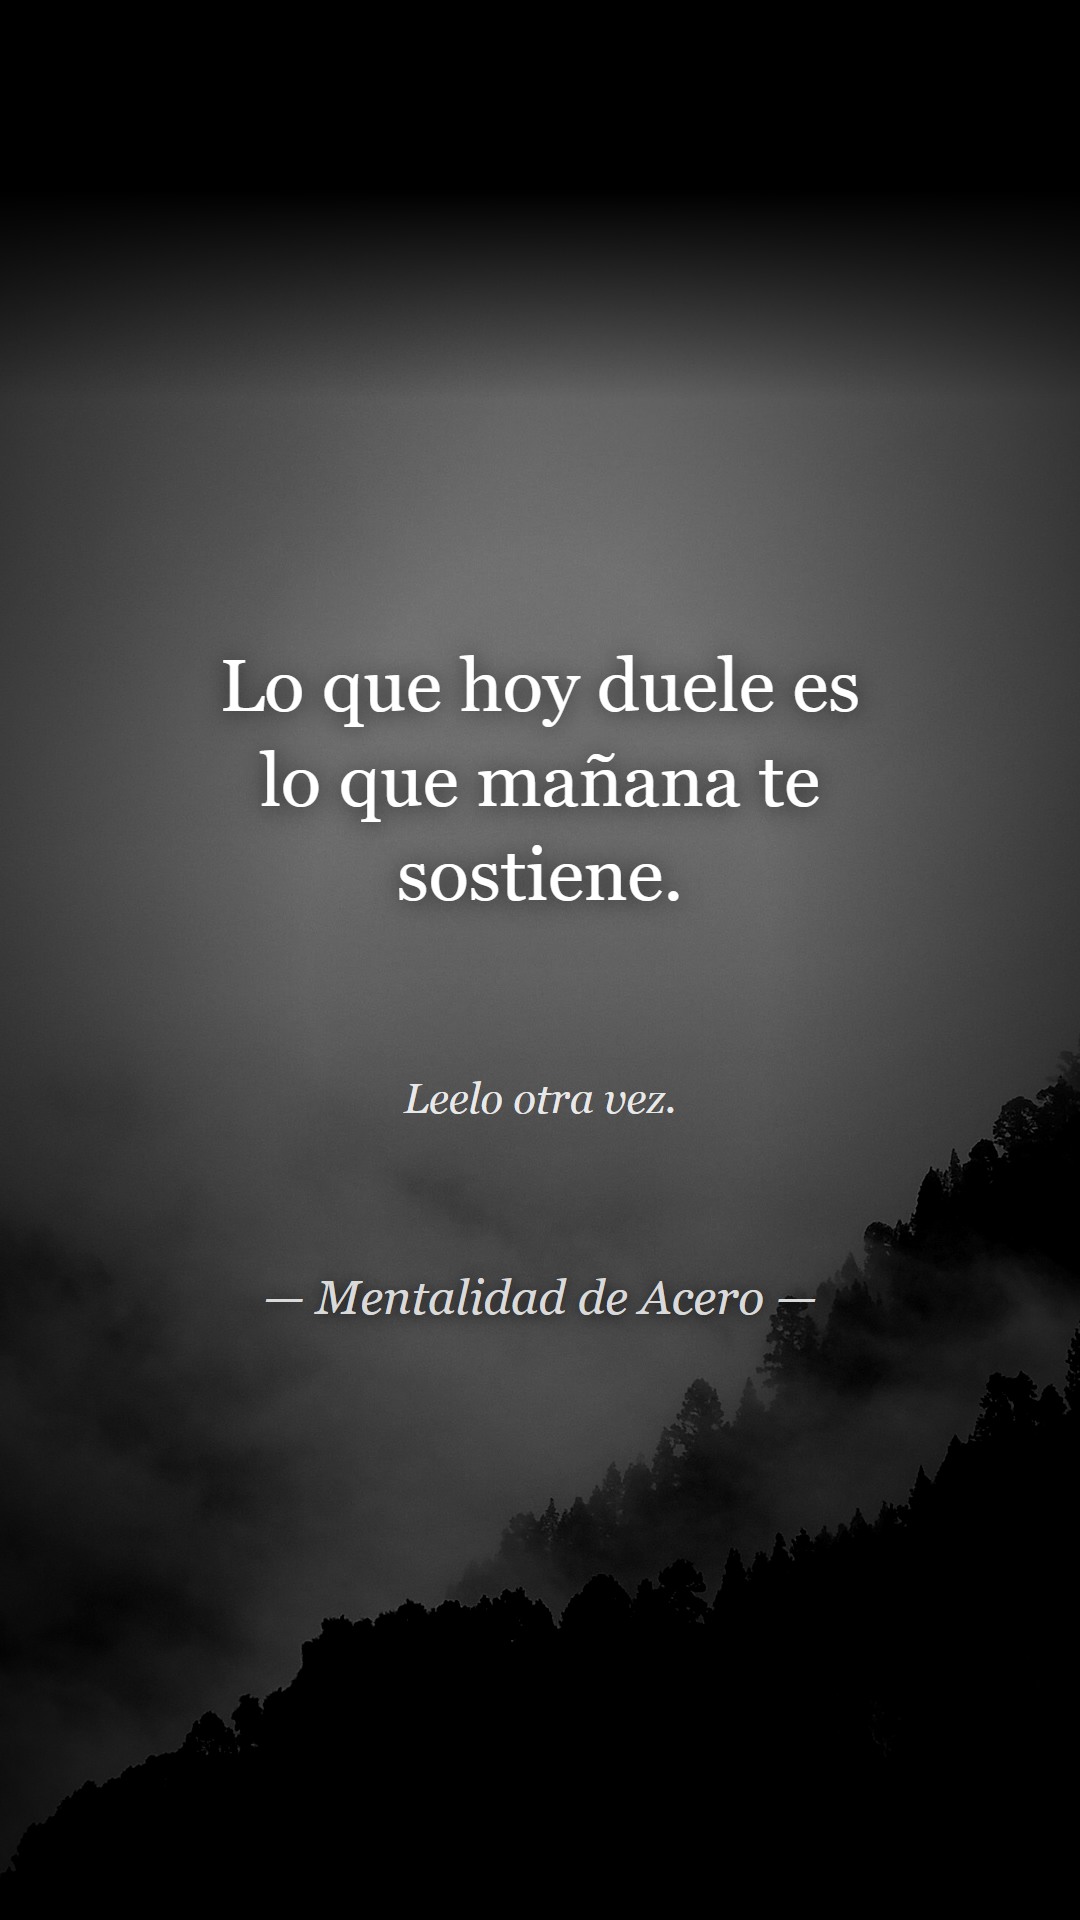 Lo que hoy duele es
lo que mañana te
sostiene.
Leelo otra vez.
— Mentalidad de Acero —